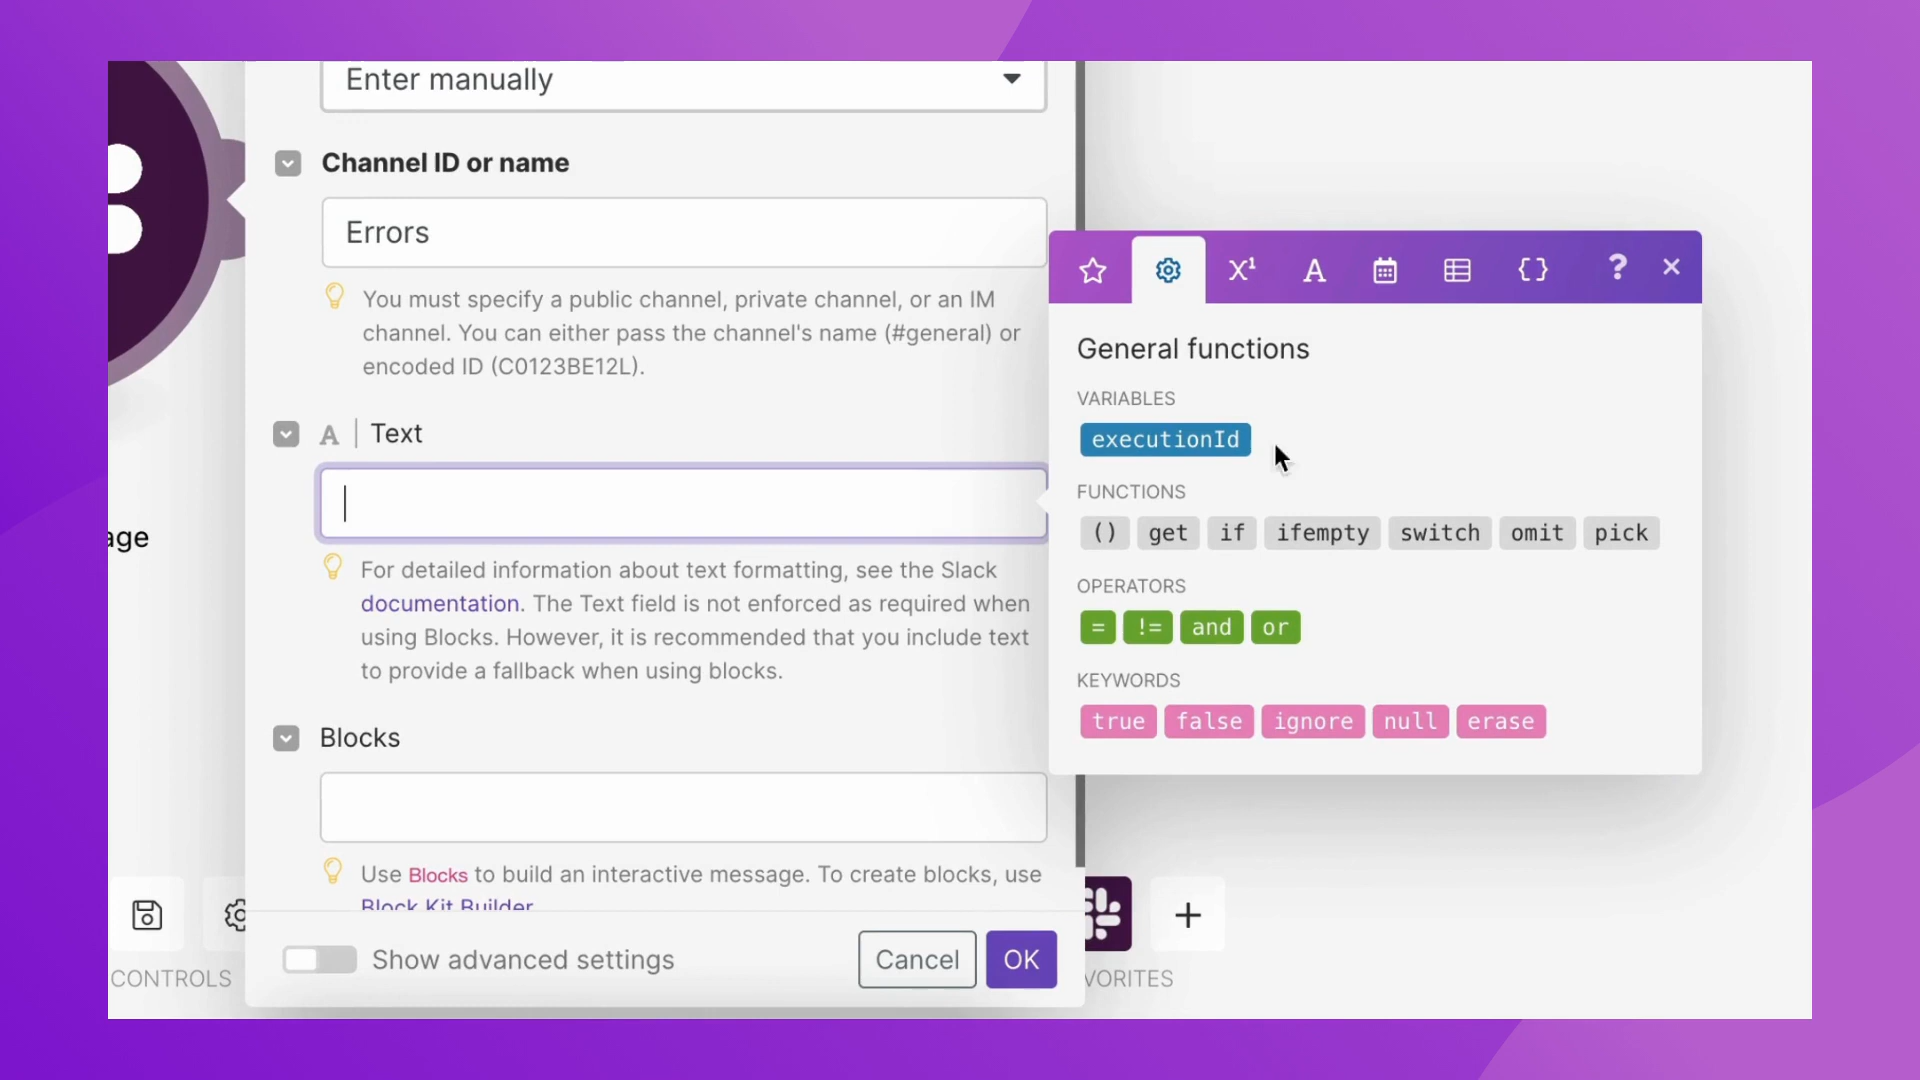 Enter manually
Channel ID or name
Errors
You must specify a public channel, private channel, or an IM
channel. You can either pass the channel's name (#general) or
encoded ID (C0123BE12L).
A | Text
For detailed information about text formatting, see the Slack
documentation. The Text field is not enforced as required when
using Blocks. However, it is recommended that you include text
to provide a fallback when using blocks.
Blocks
Use Blocks to build an interactive message. To create blocks, use
Block Kit Builder
Show advanced settings
Cancel
OK
age
CONTROLS
VORITES
+
X¹ A {} ? ×
General functions
VARIABLES
executionId
FUNCTIONS
() get if ifempty switch omit pick
OPERATORS
= != and or
KEYWORDS
true false ignore null erase